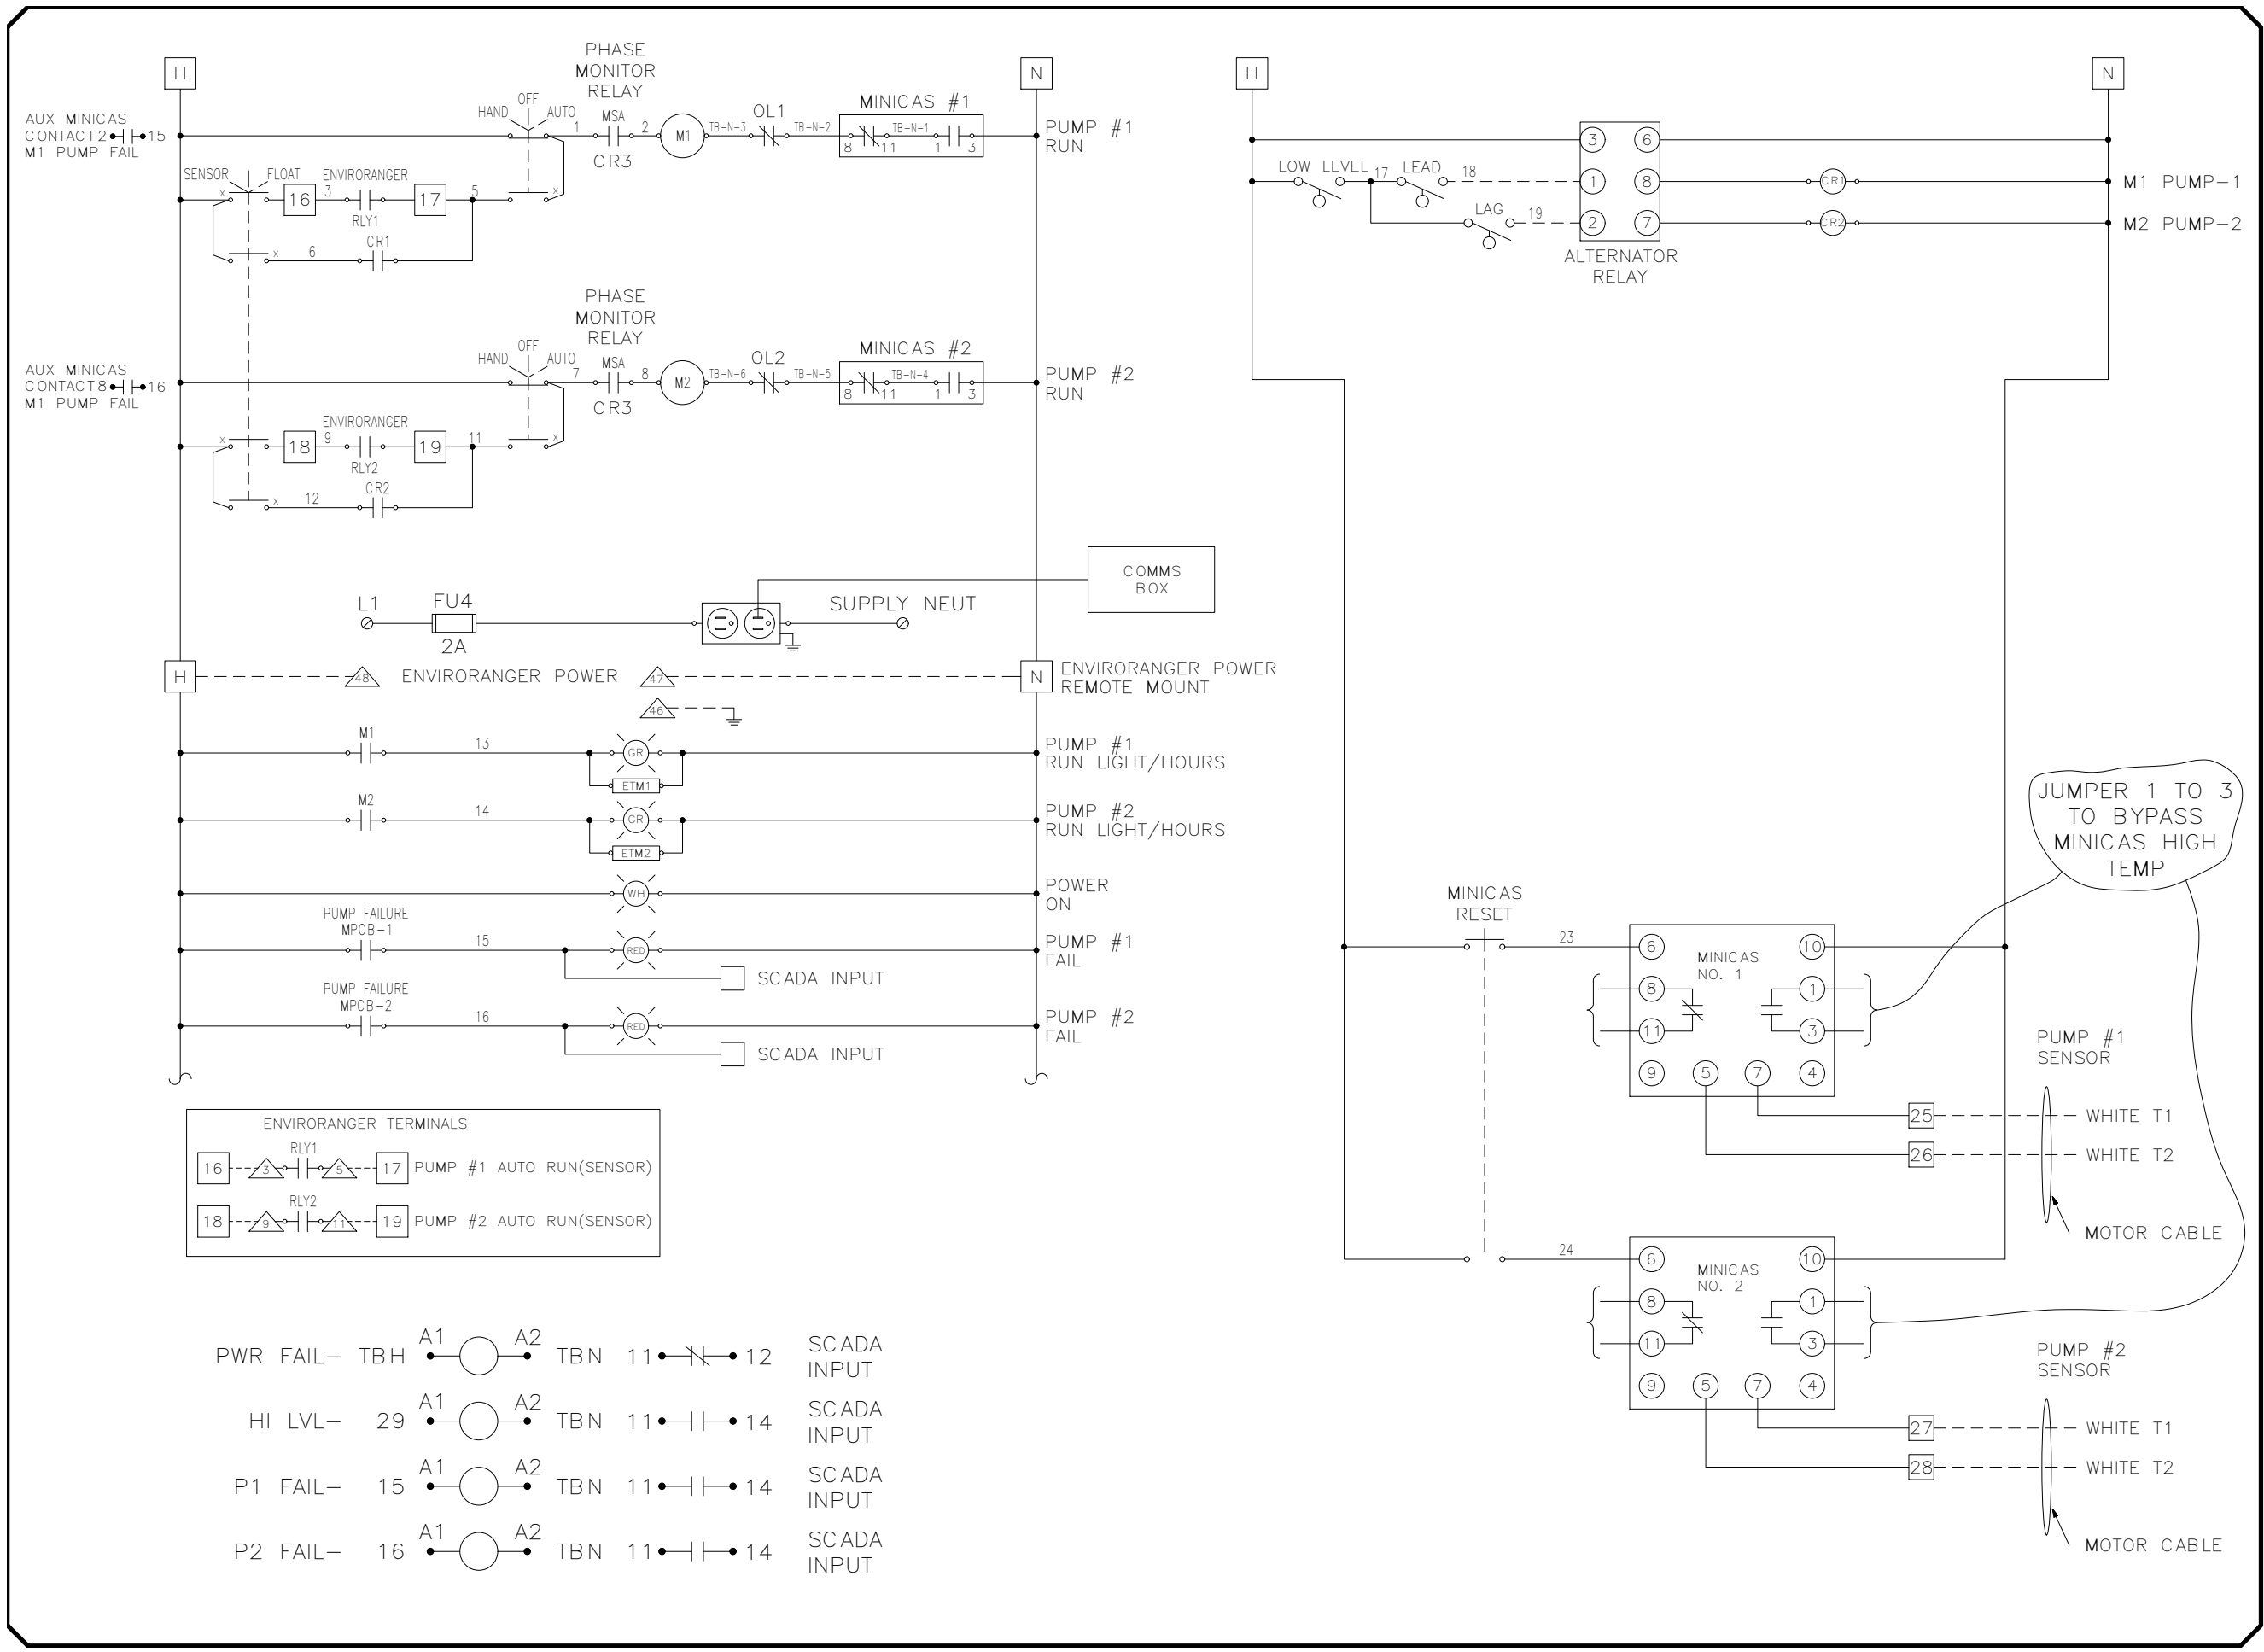 H
N
AUX MINICAS
CONTACT2 15
M1 PUMP FAIL
PHASE
MONITOR
RELAY
OFF
HAND AUTO
1 MSA 2 M1 TB-N-3 OL1 TB-N-2
CR3
MINICAS #1
8 11 TB-N-1 1 3
PUMP #1
RUN
SENSOR FLOAT
ENVIRORANGER
x 16 3 17 5 x
RLY1
CR1
x 6
PHASE
MONITOR
RELAY
AUX MINICAS
CONTACT8 16
M1 PUMP FAIL
OFF
HAND AUTO
7 MSA 8 M2 TB-N-6 OL2 TB-N-5
CR3
MINICAS #2
8 11 TB-N-4 1 3
PUMP #2
RUN
ENVIRORANGER
x 18 9 19 11 x
RLY2
CR2
x 12
COMMS
BOX
L1 FU4 SUPPLY NEUT
2A
H 48 ENVIRORANGER POWER 47 N
ENVIRORANGER POWER
REMOTE MOUNT
46
M1
13 GR
ETM1
PUMP #1
RUN LIGHT/HOURS
M2
14 GR
ETM2
PUMP #2
RUN LIGHT/HOURS
WH
POWER
ON
PUMP FAILURE
MPCB-1
15 RED
PUMP #1
FAIL
SCADA INPUT
PUMP FAILURE
MPCB-2
16 RED
PUMP #2
FAIL
SCADA INPUT
ENVIRORANGER TERMINALS
RLY1
16 3 5 17 PUMP #1 AUTO RUN(SENSOR)
RLY2
18 9 11 19 PUMP #2 AUTO RUN(SENSOR)
A1 A2
PWR FAIL- TBH TBN 11 12
SCADA
INPUT
A1 A2
HI LVL- 29 TBN 11 14
SCADA
INPUT
A1 A2
P1 FAIL- 15 TBN 11 14
SCADA
INPUT
A1 A2
P2 FAIL- 16 TBN 11 14
SCADA
INPUT
H
N
3 6
LOW LEVEL 17 LEAD 18 1 8 CR1 M1 PUMP-1
LAG 19 2 7 CR2 M2 PUMP-2
ALTERNATOR
RELAY
JUMPER 1 TO 3
TO BYPASS
MINICAS HIGH
TEMP
MINICAS
RESET
23
6 10
MINICAS
NO. 1
8 1
11 3
9 5 7 4
PUMP #1
SENSOR
25 WHITE T1
26 WHITE T2
MOTOR CABLE
24
6 10
MINICAS
NO. 2
8 1
11 3
9 5 7 4
PUMP #2
SENSOR
27 WHITE T1
28 WHITE T2
MOTOR CABLE